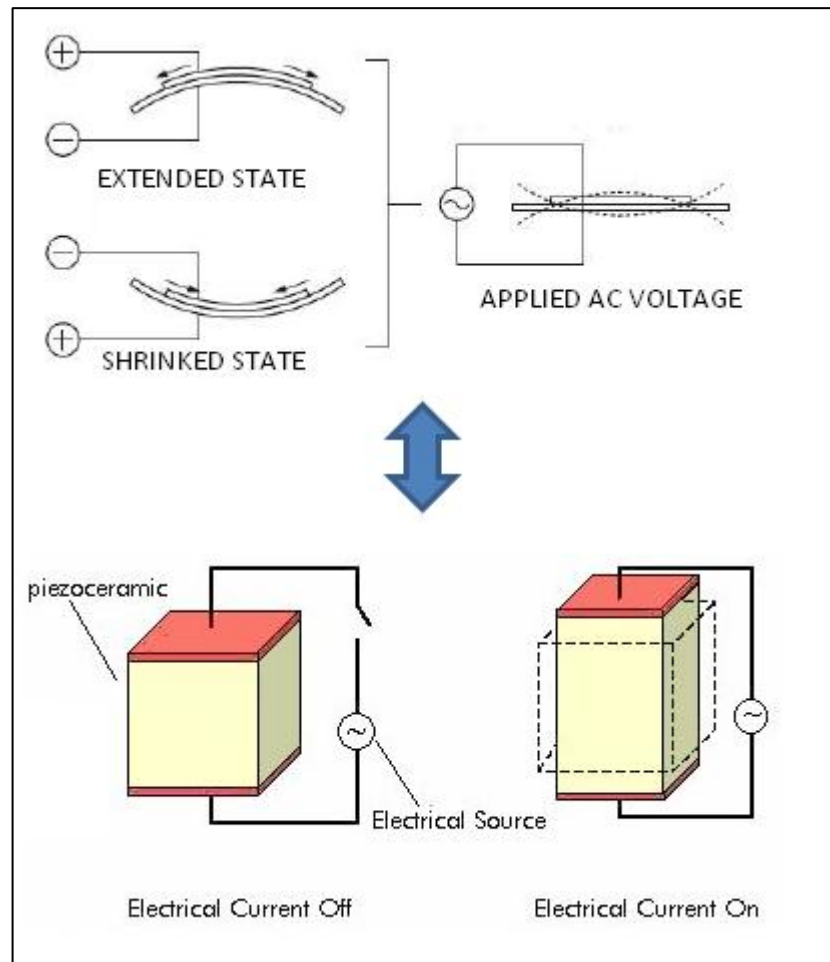 +
−
EXTENDED STATE
−
+
SHRINKED STATE
~
APPLIED AC VOLTAGE
piezoceramic
~
~
Electrical Source
Electrical Current Off
Electrical Current On